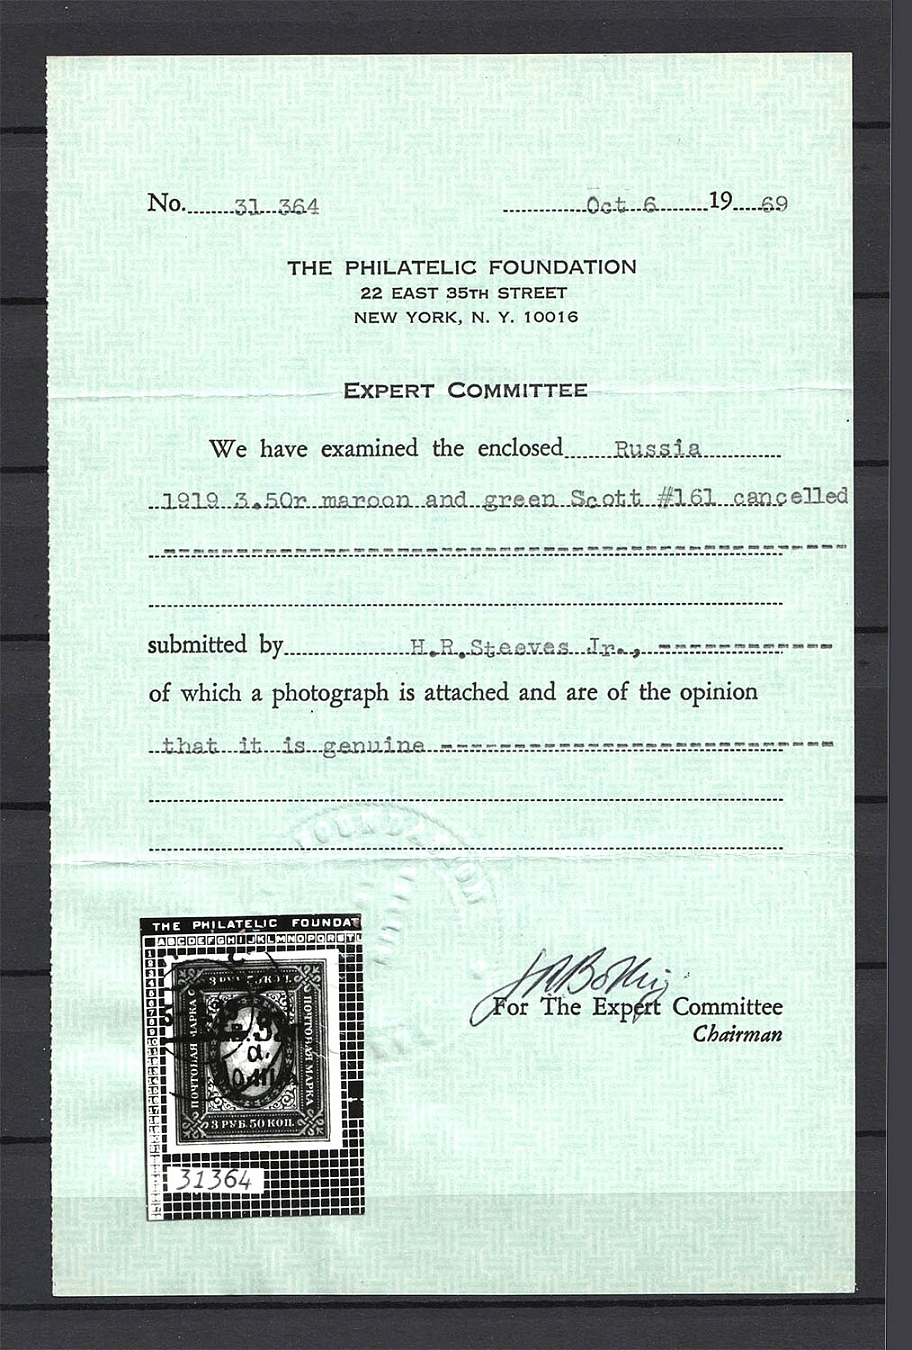 No. 31 364 Oct 6 19 69
THE PHILATELIC FOUNDATION
22 EAST 35TH STREET
NEW YORK, N. Y. 10016
EXPERT COMMITTEE
We have examined the enclosed Russia
1919 3.50r maroon and green Scott #161 cancelled
submitted by H.R.Steeves Jr.,
of which a photograph is attached and are of the opinion
that it is genuine
FOUNDATION
THE PHILATELIC FOUNDAT
ABCDEFGHIJKLMNOPQRSTU
ПОЧТОВАЯ МАРКА
ПОЧТОВАЯ МАРКА
3 РУБ. 50 КОП.
31364
For The Expert Committee
Chairman